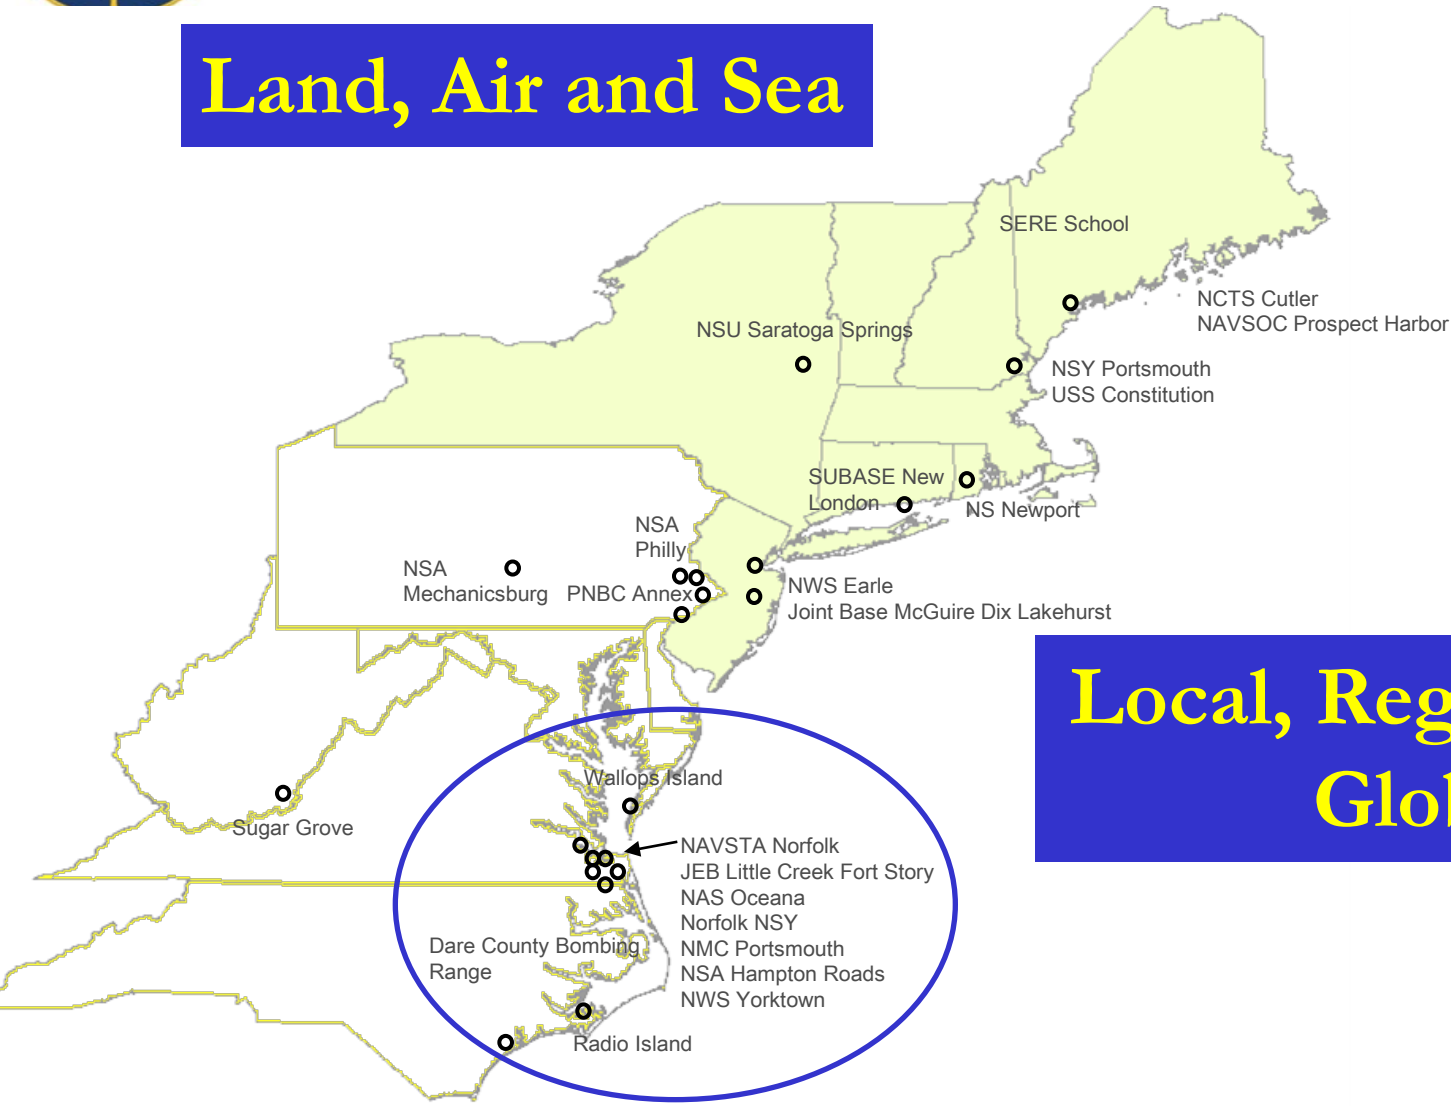 Land, Air and Sea
SERE School
NCTS Cutler
NAVSOC Prospect Harbor
NSU Saratoga Springs
NSY Portsmouth
USS Constitution
SUBASE New
London
NS Newport
NSA
Philly
NSA
Mechanicsburg
PNBC Annex
NWS Earle
Joint Base McGuire Dix Lakehurst
Local, Reg
Glo
Wallops Island
Sugar Grove
NAVSTA Norfolk
JEB Little Creek Fort Story
NAS Oceana
Norfolk NSY
NMC Portsmouth
NSA Hampton Roads
NWS Yorktown
Dare County Bombing
Range
Radio Island